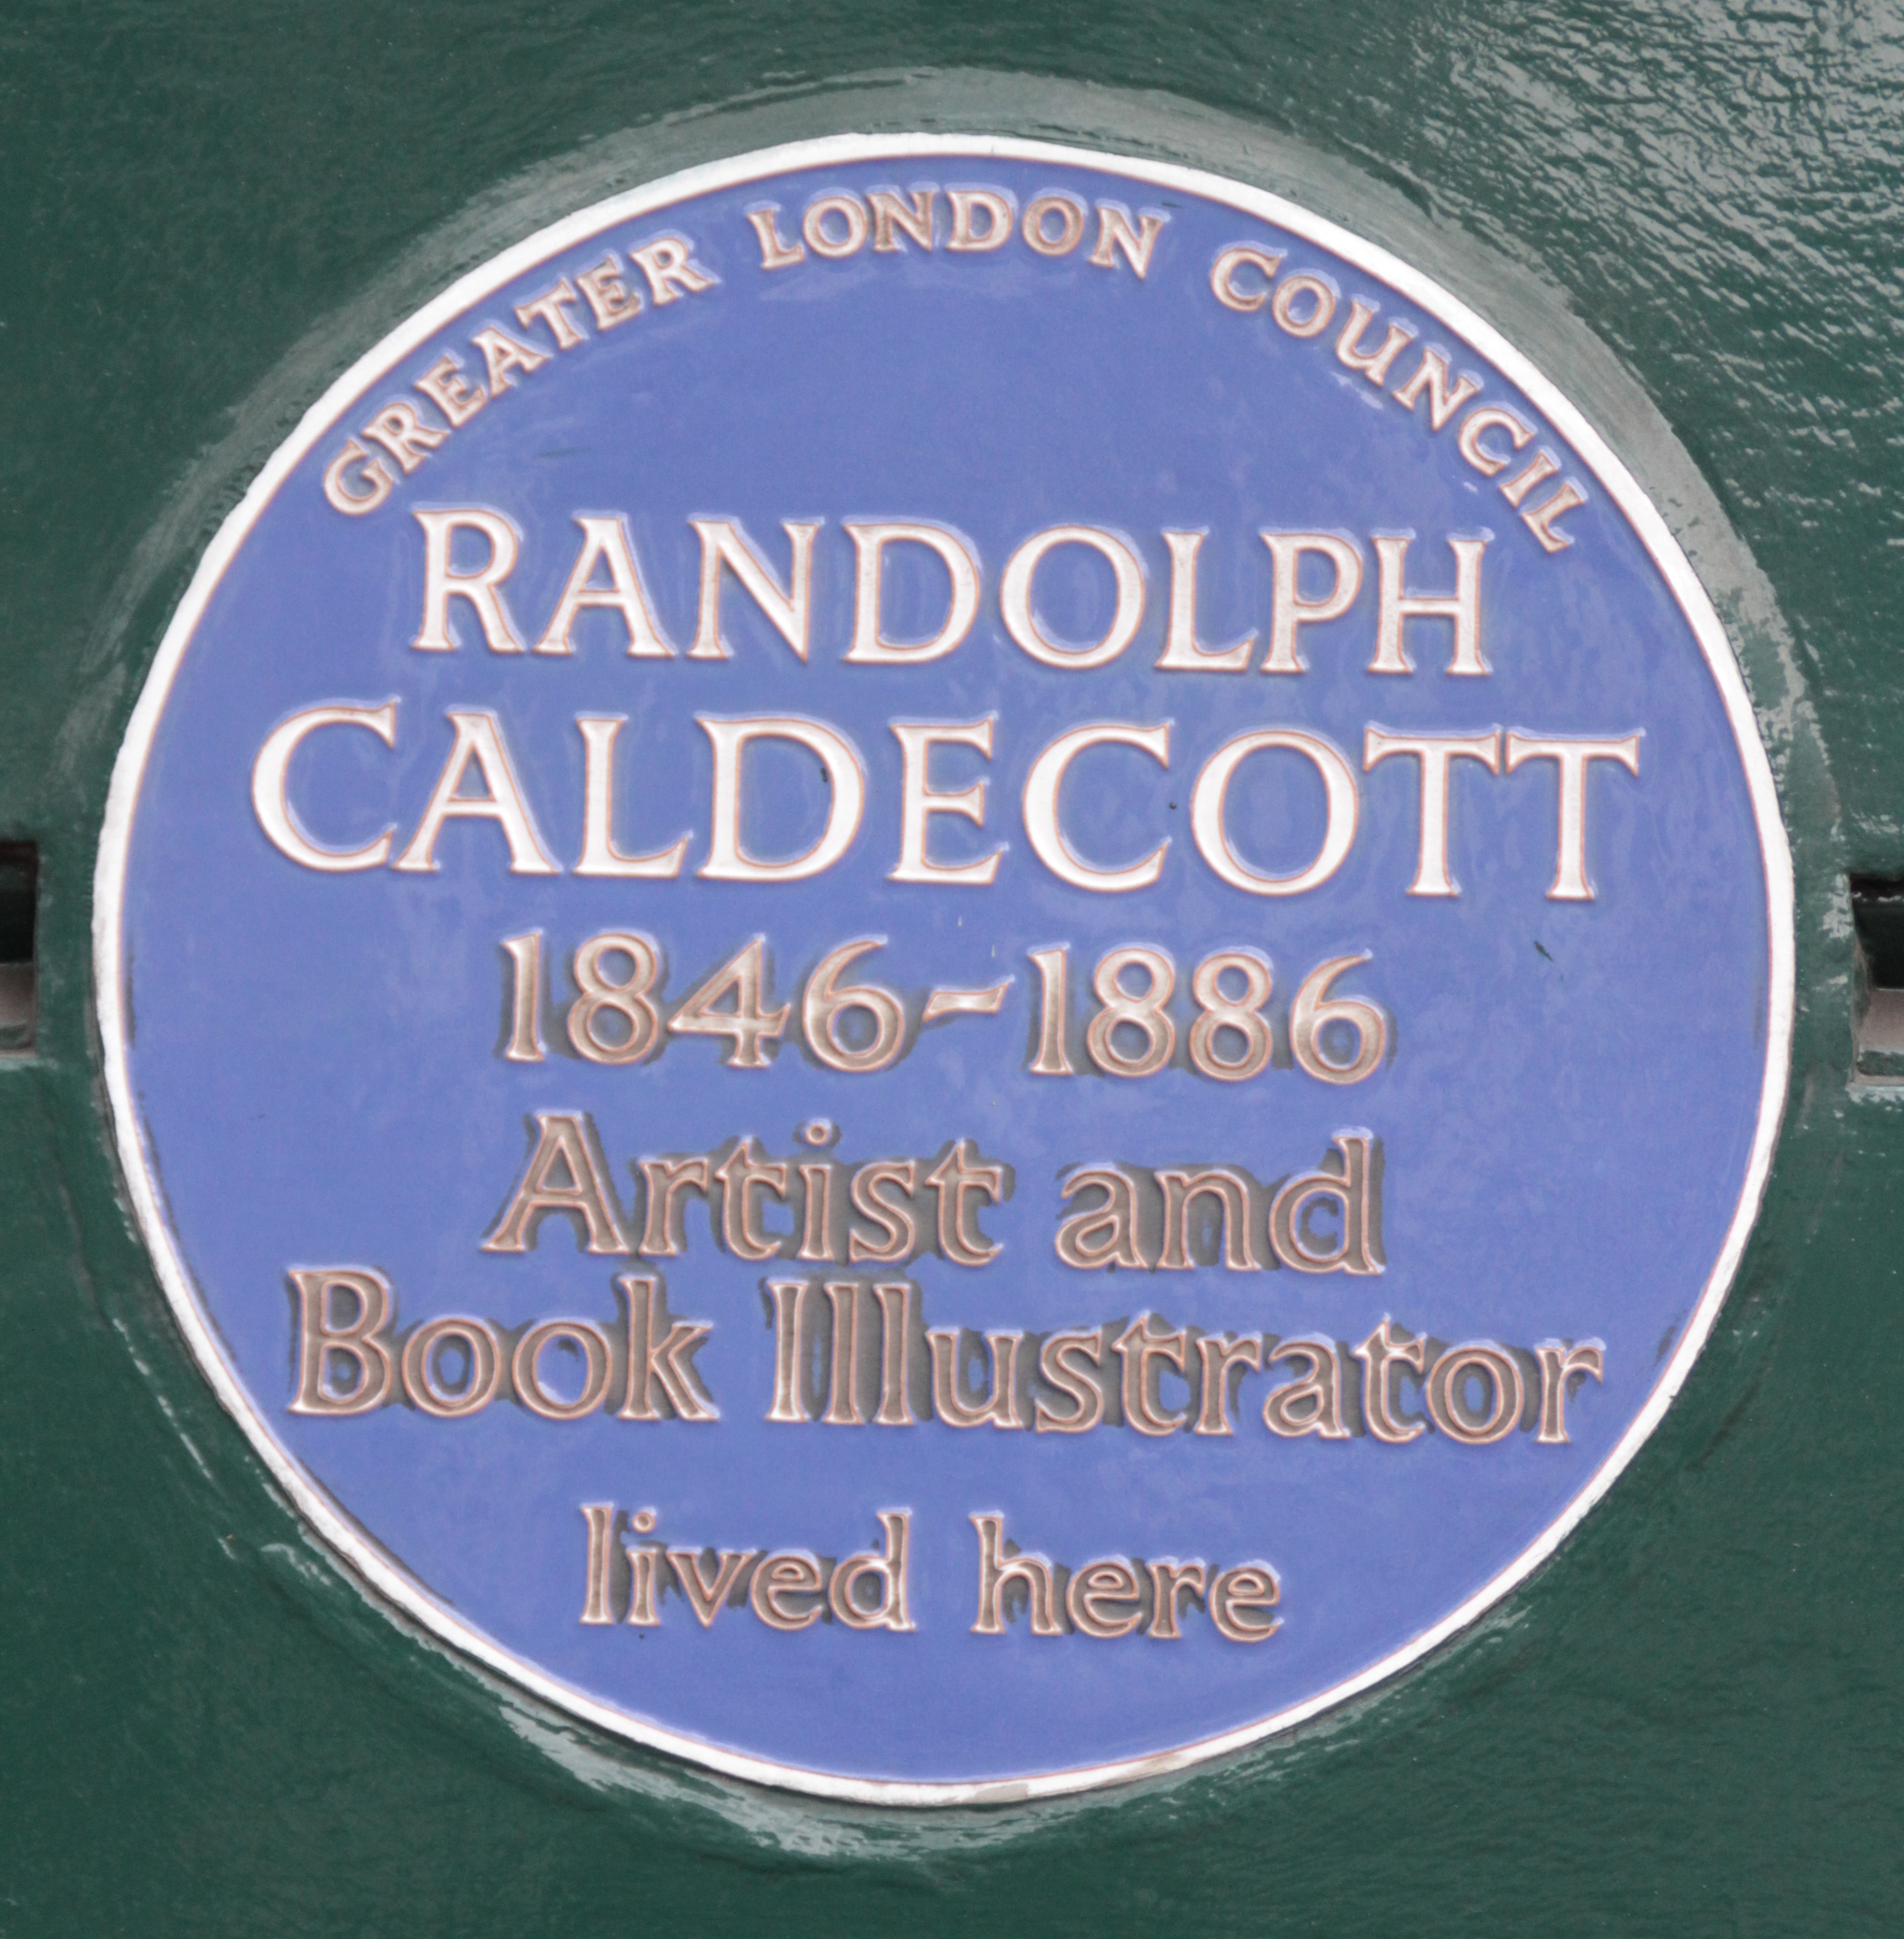 GREATER LONDON COUNCIL
RANDOLPH
CALDECOTT
1846-1886
Artist and
Book Illustrator
lived here